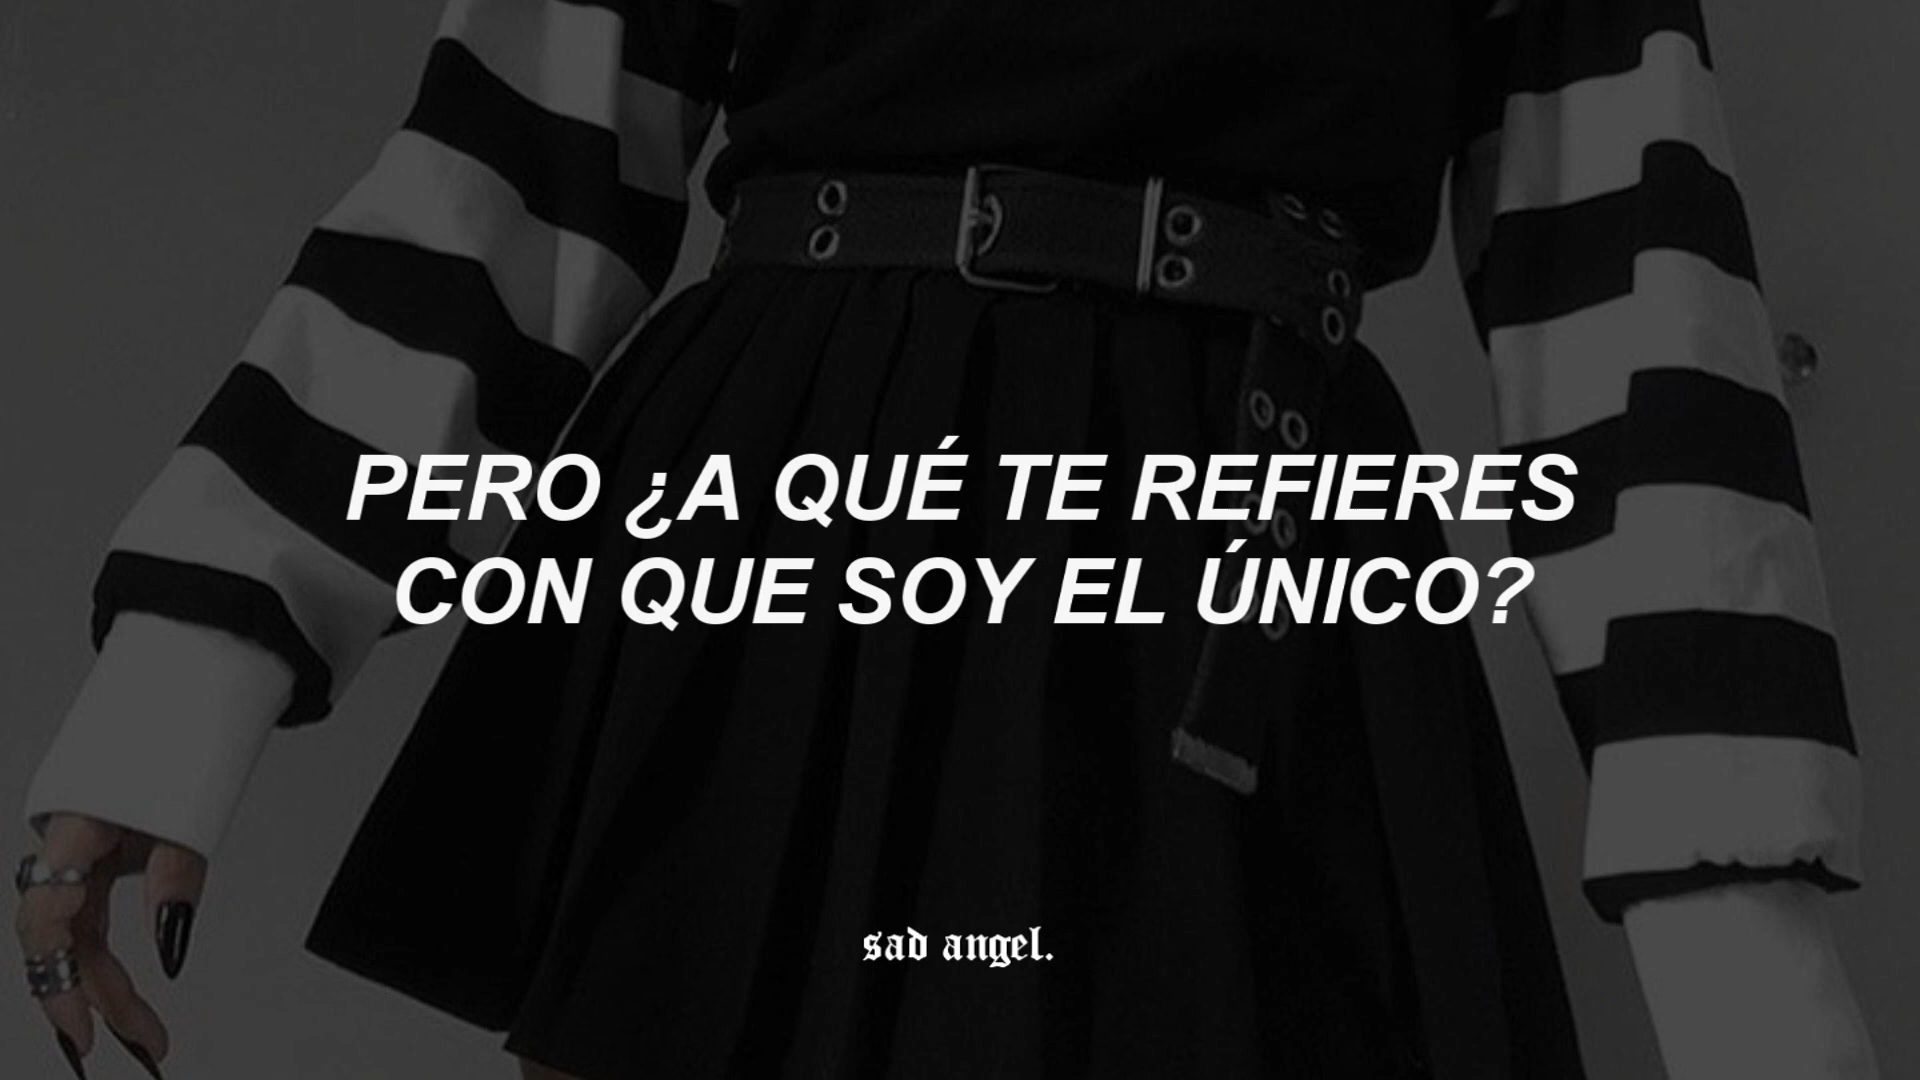 PERO ¿A QUÉ TE REFIERES
CON QUE SOY EL ÚNICO?
sad angel.